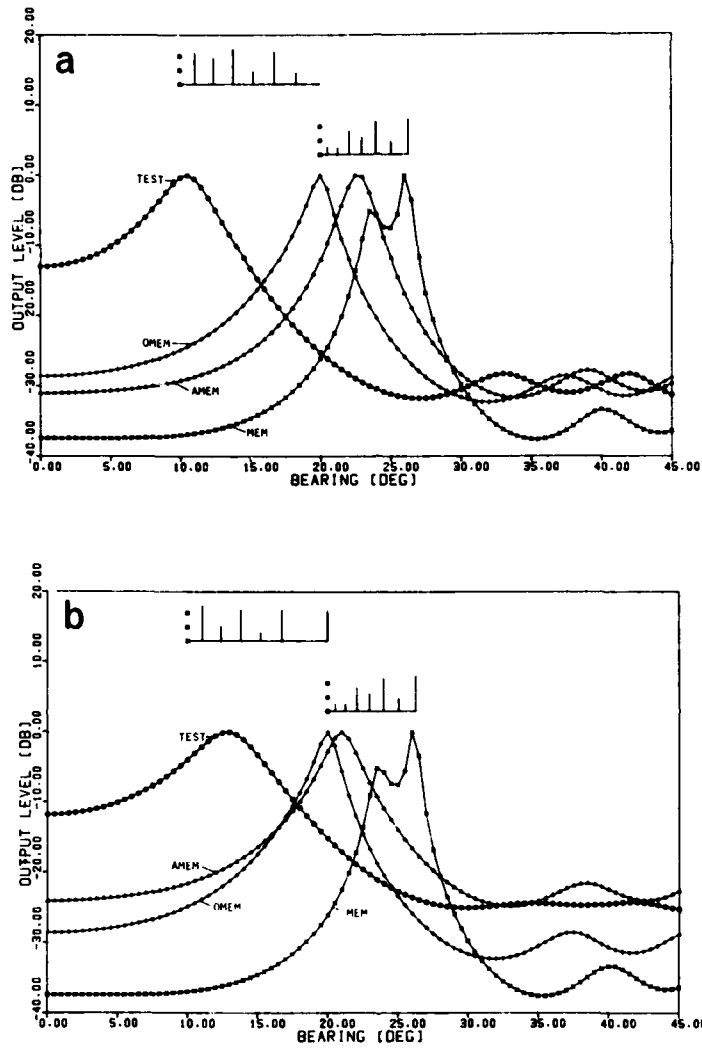 a
20.00
10.00
0.00
-10.00
20.00
-30.00
-40.00
OUTPUT LEVEL [DB]
TEST
OMEM
AMEM
MEM
0.00 5.00 10.00 15.00 20.00 25.00 30.00 35.00 40.00 45.00
BEARING [DEG]
b
20.00
10.00
0.00
-10.00
-20.00
-30.00
-40.00
OUTPUT LEVEL [DB]
TEST
AMEM
OMEM
MEM
0.00 5.00 10.00 15.00 20.00 25.00 30.00 35.00 40.00 45.0
BEARING [DEG]